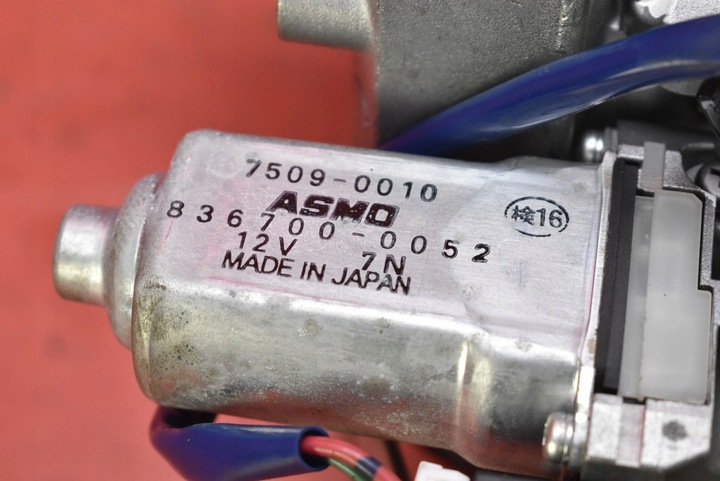 7509-0010
ASMO
検16
836700-0052
12V 7N
MADE IN JAPAN